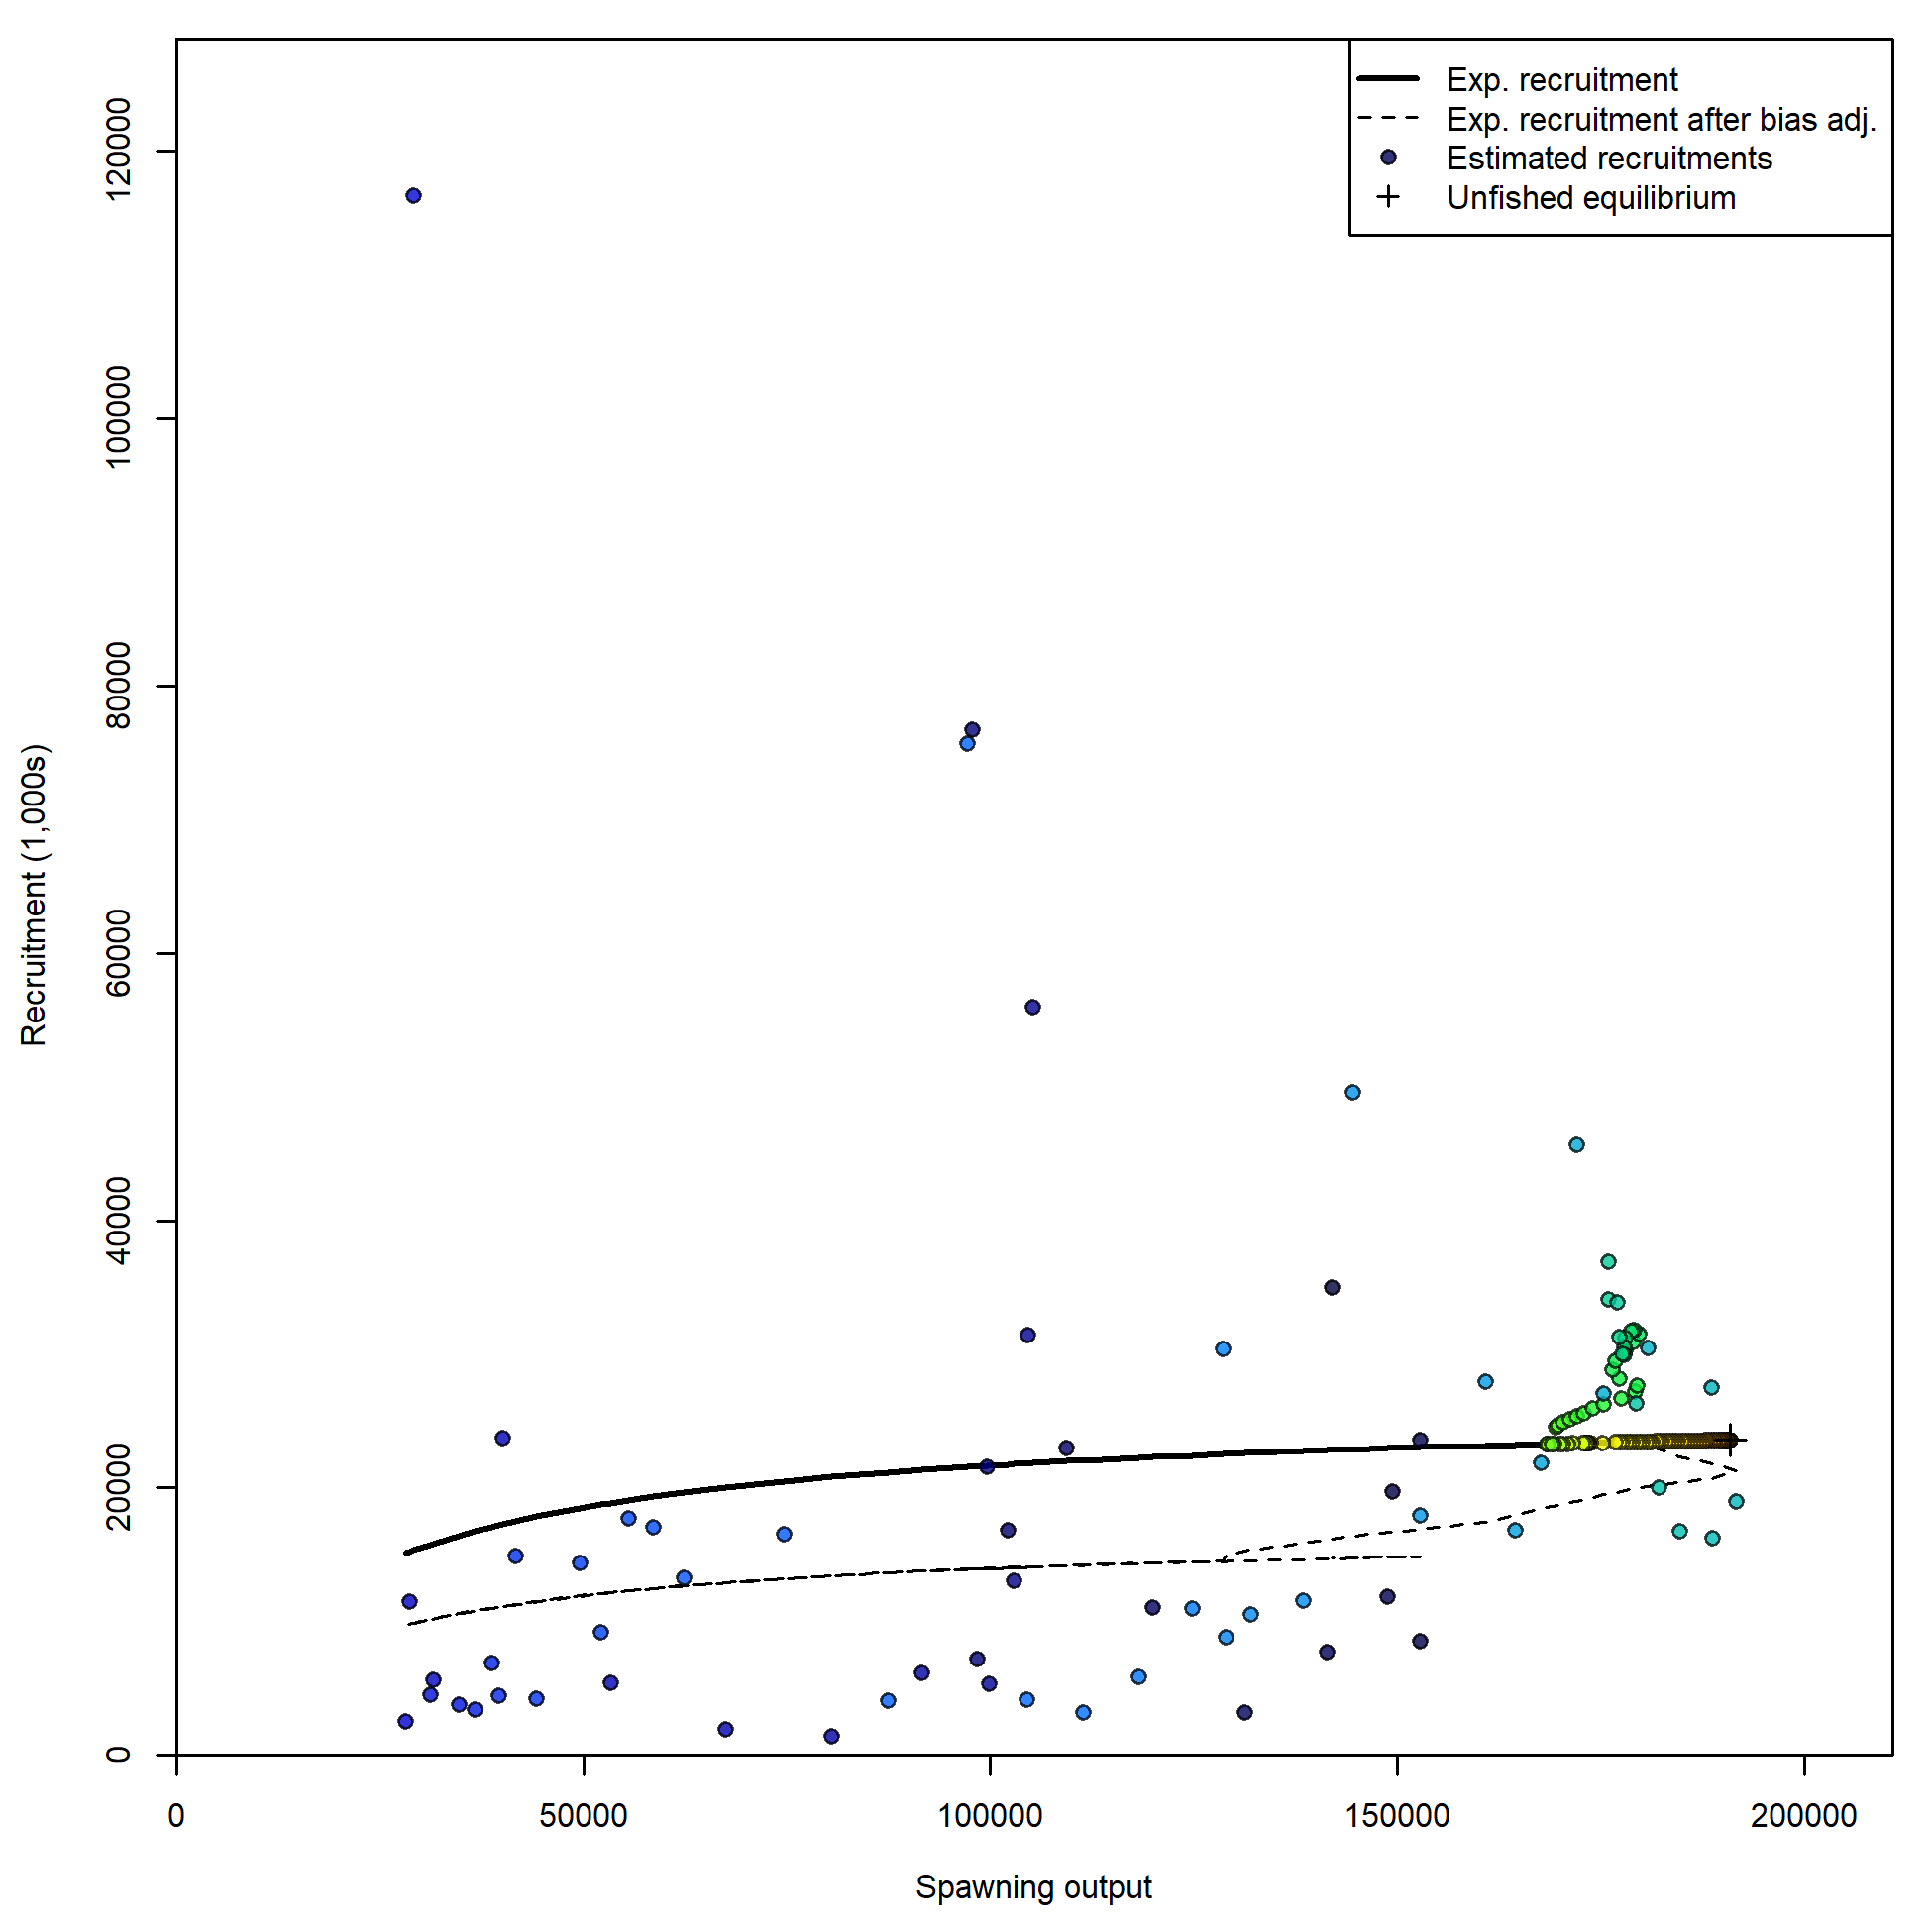 Exp. recruitment
Exp. recruitment after bias adj.
Estimated recruitments
Unfished equilibrium
Recruitment (1,000s)
120000
100000
80000
60000
40000
20000
0
0 50000 100000 150000 200000
Spawning output